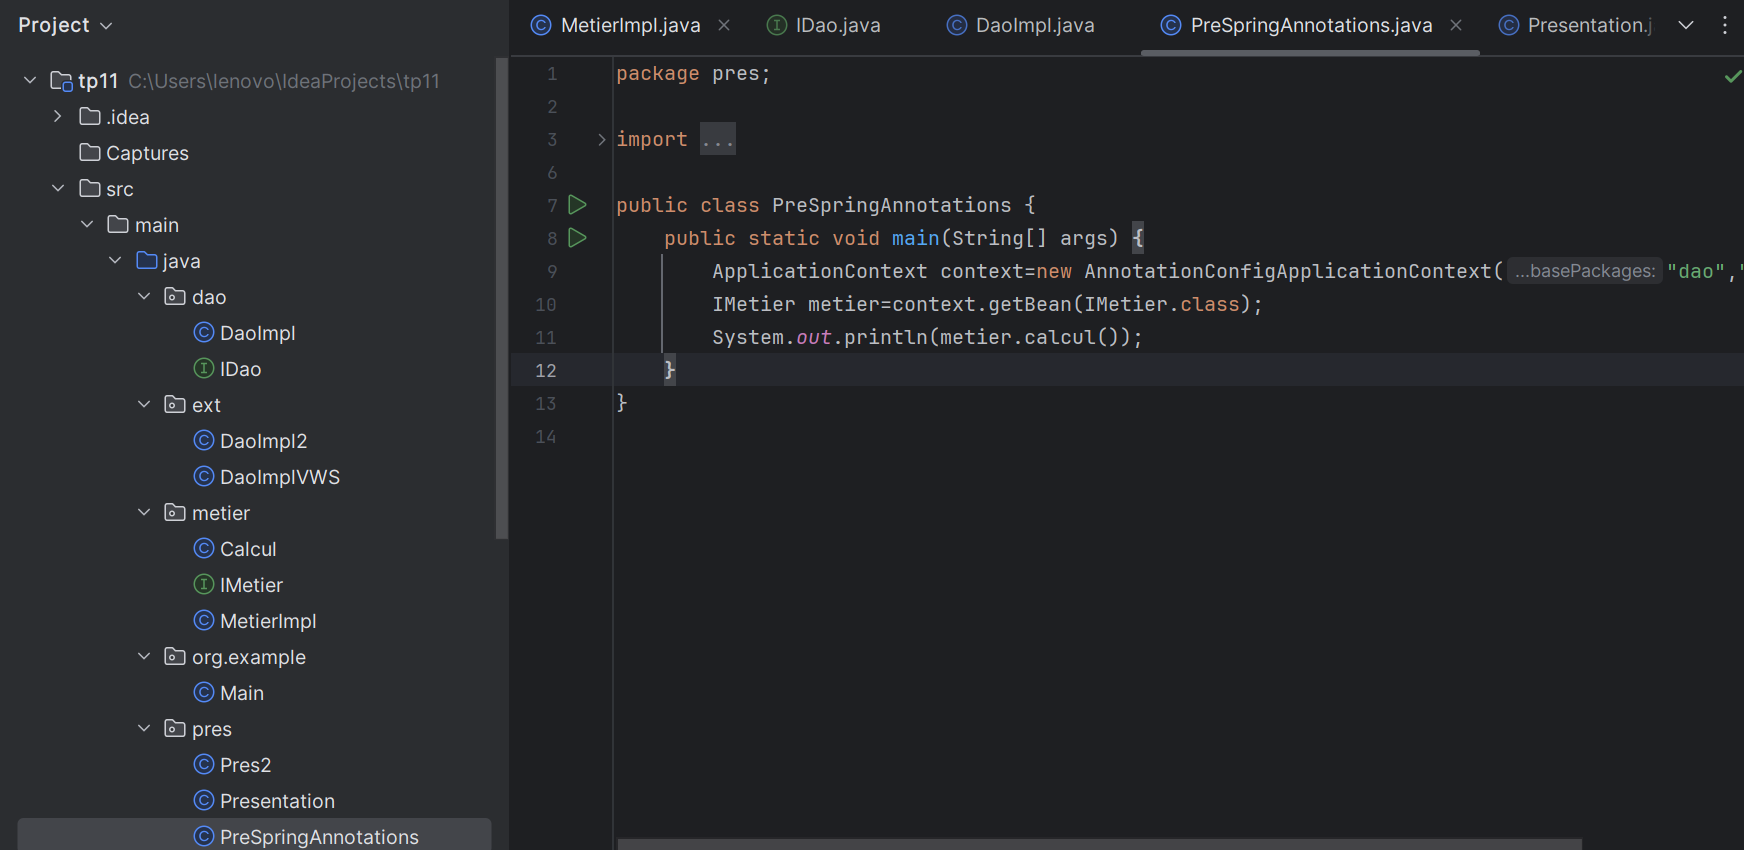 Project
tp11 C:\Users\lenovo\IdeaProjects\tp11
.idea
Captures
src
main
java
dao
DaoImpl
IDao
ext
DaoImpl2
DaoImplVWS
metier
Calcul
IMetier
MetierImpl
org.example
Main
pres
Pres2
Presentation
PreSpringAnnotations
MetierImpl.java IDao.java DaoImpl.java PreSpringAnnotations.java Presentation.j
1 package pres;
2
3 import ...
6
7 public class PreSpringAnnotations {
8 public static void main(String[] args) {
9 ApplicationContext context=new AnnotationConfigApplicationContext( ...basePackages: "dao","
10 IMetier metier=context.getBean(IMetier.class);
11 System.out.println(metier.calcul());
12 }
13 }
14